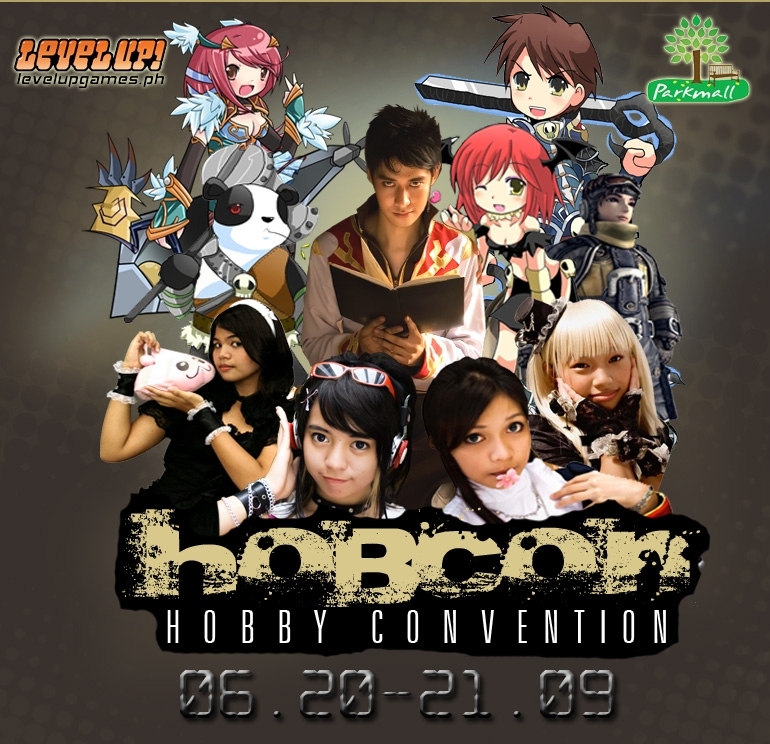 LEVEL UP!
levelupgames.ph
Parkmall
hobcon
HOBBY CONVENTION
06.20-21.09